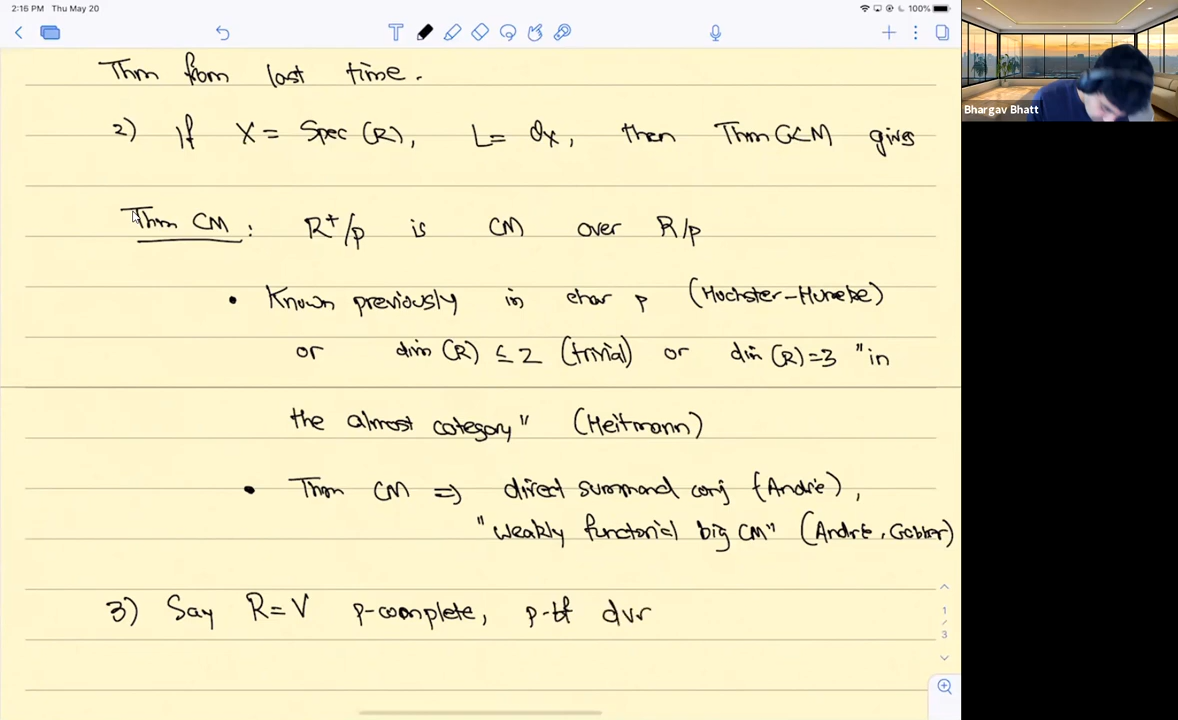 2:16 PM Thu May 20
100%
Thm from last time.
2) If X = Spec(R), L = O_X, then Thm GCM gives
Thm CM: R⁺/p is CM over R/p
• Known previously in char p (Hochster-Huneke)
or dim(R) ≤ 2 (trivial) or dim(R)=3 "in
the almost category" (Heitmann)
• Thm CM ⇒ direct summand conj (André),
"weakly functorial big CM" (André, Gabber)
3) Say R=V p-complete, p-tf dvr
1
/
3
Bhargav Bhatt